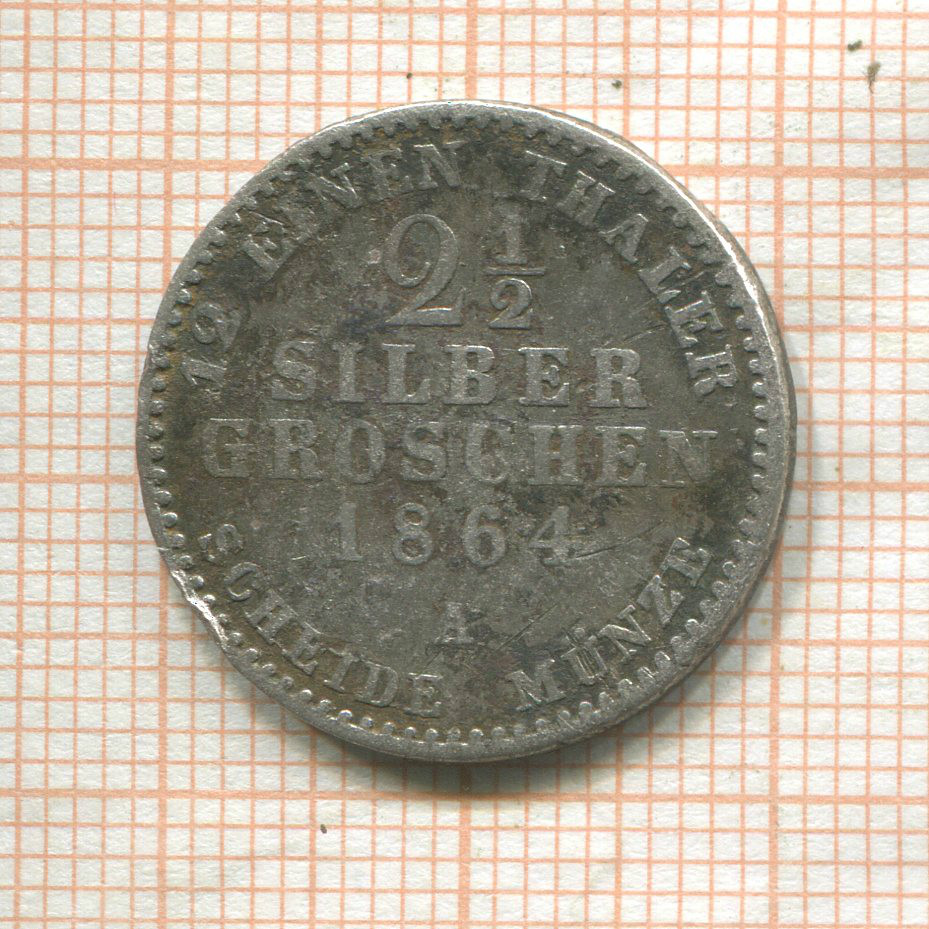 12 EINEN THALER
2 1/2
SILBER
GROSCHEN
1864
A
SCHEIDE MÜNZE